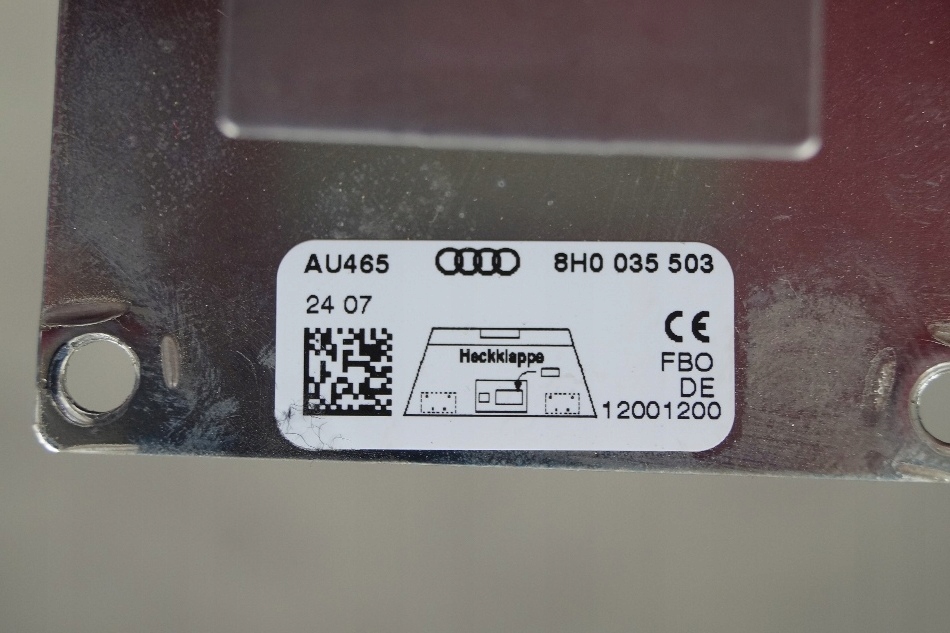 AU465 8H0 035 503
24 07
CE
Heckklappe
FBO
DE
12001200